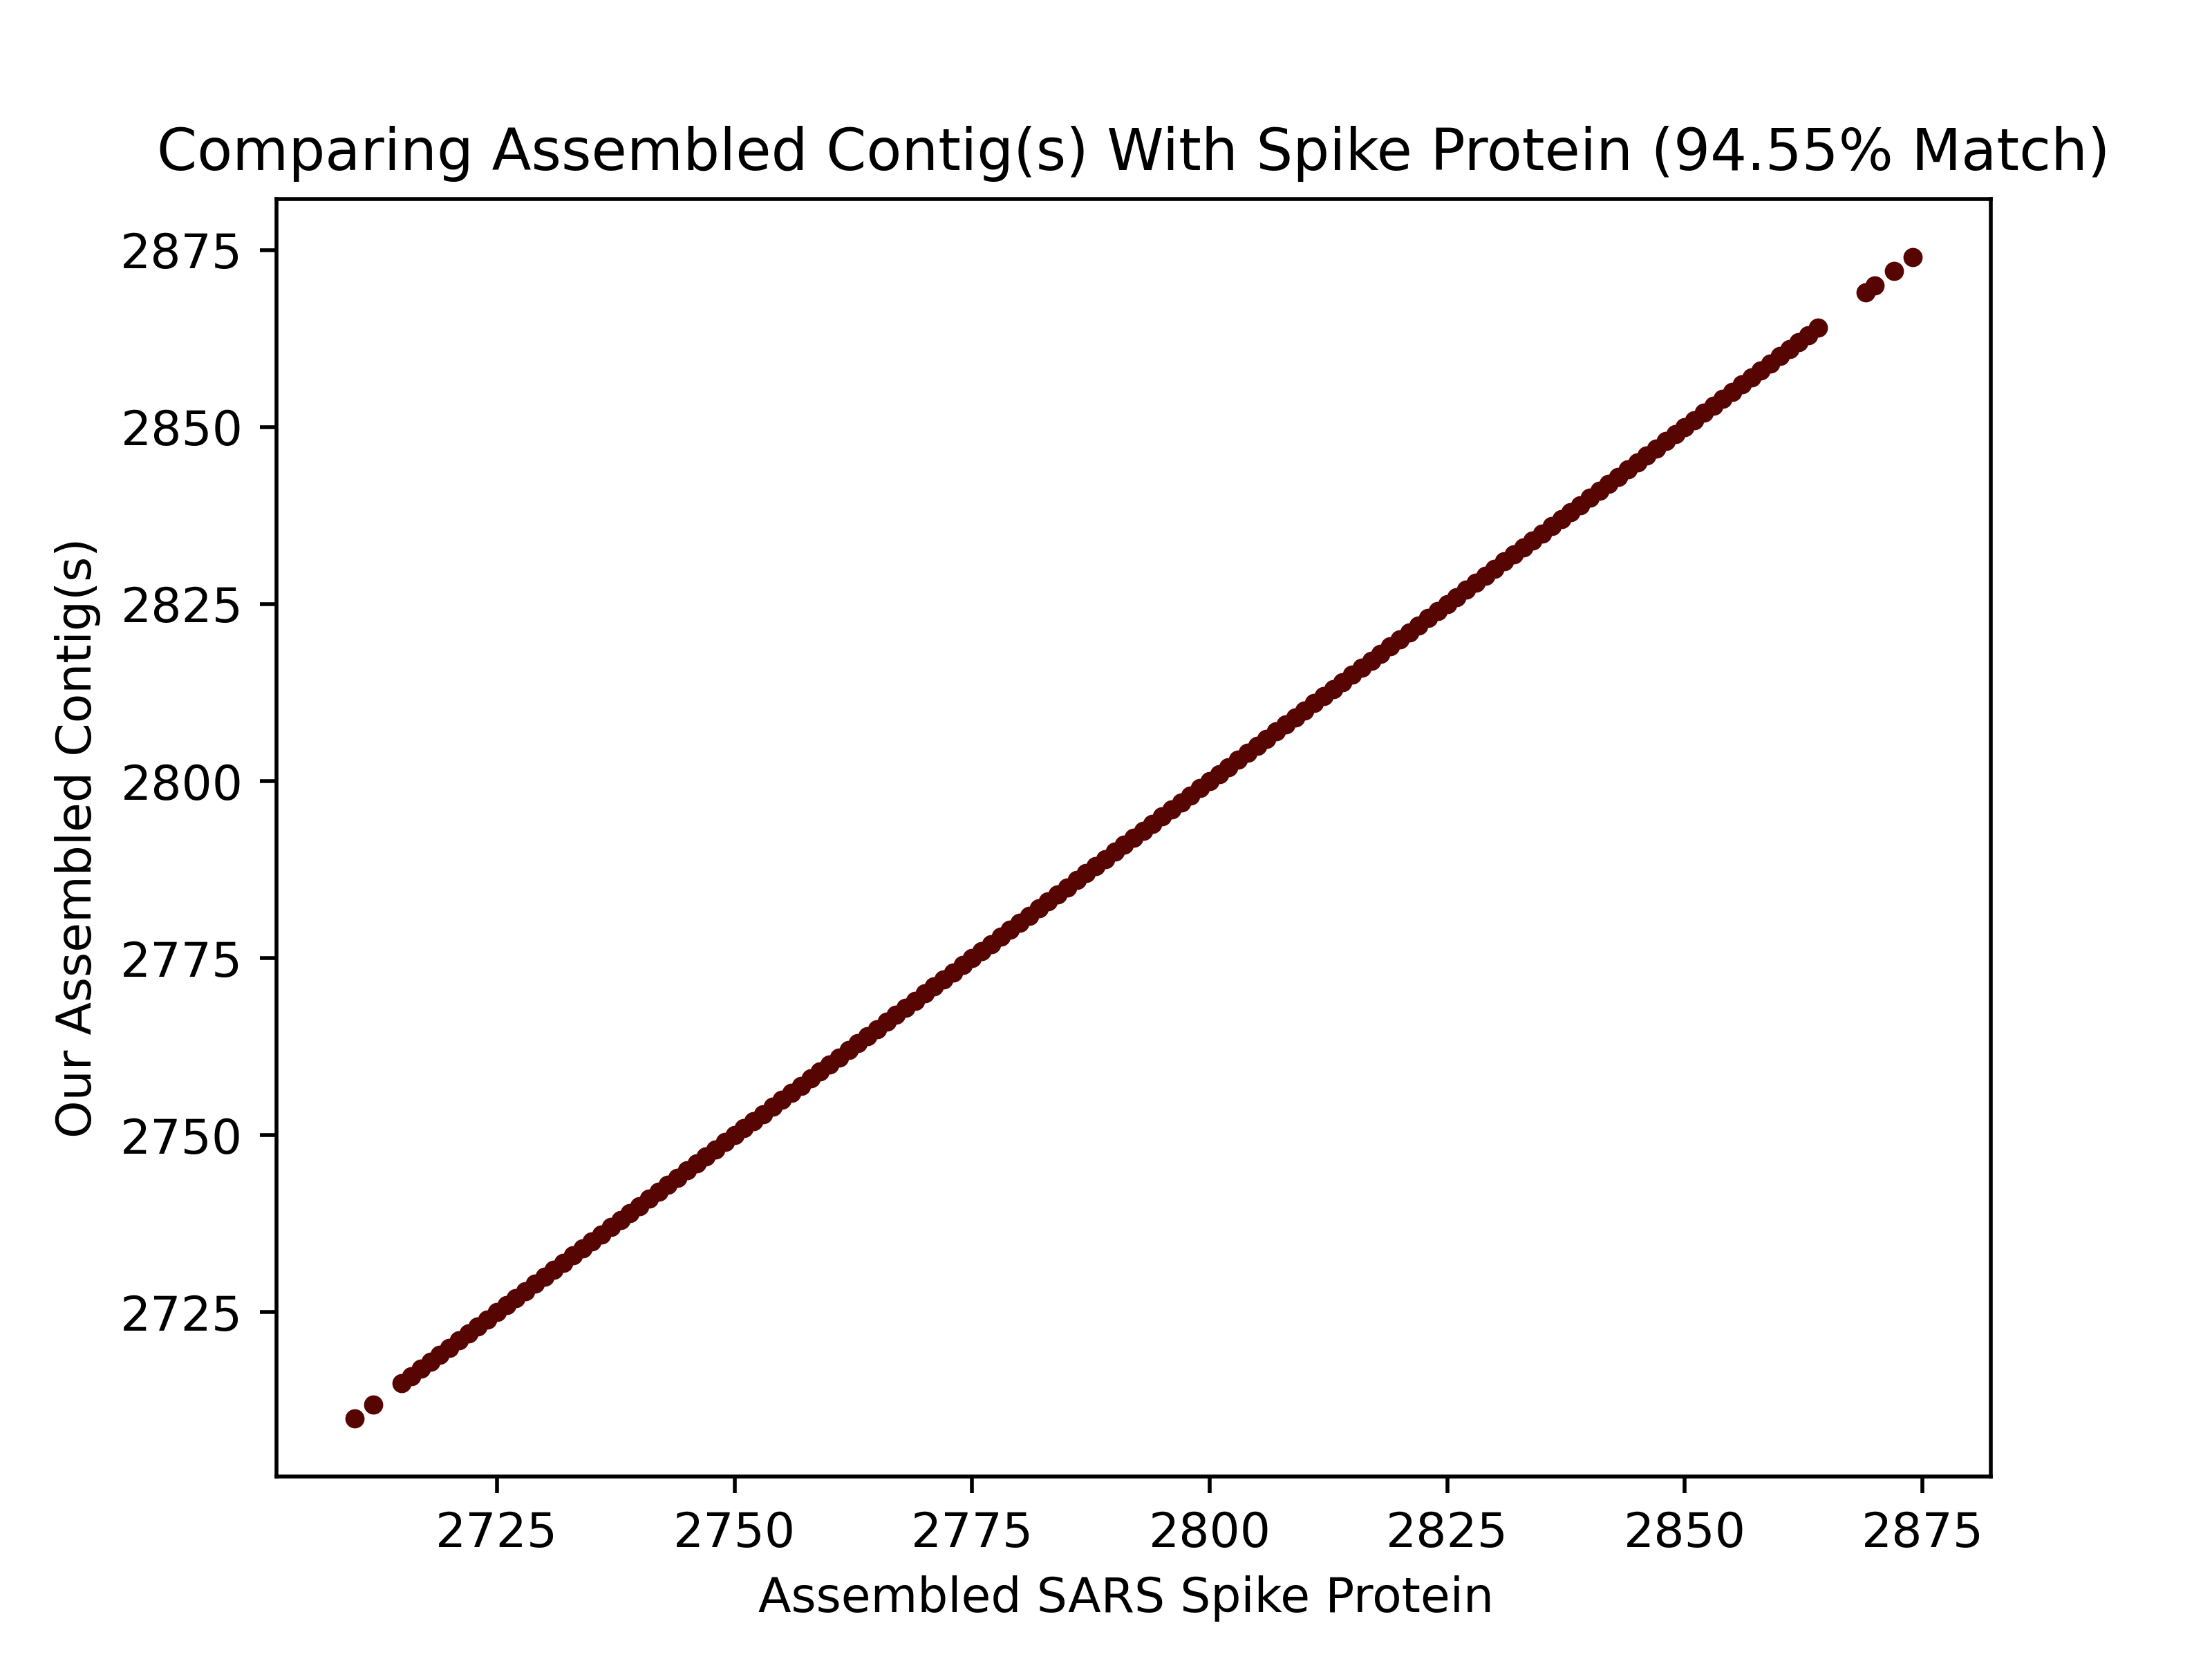 Comparing Assembled Contig(s) With Spike Protein (94.55% Match)
2875
2850
2825
2800
2775
2750
2725
Our Assembled Contig(s)
2725 2750 2775 2800 2825 2850 2875
Assembled SARS Spike Protein